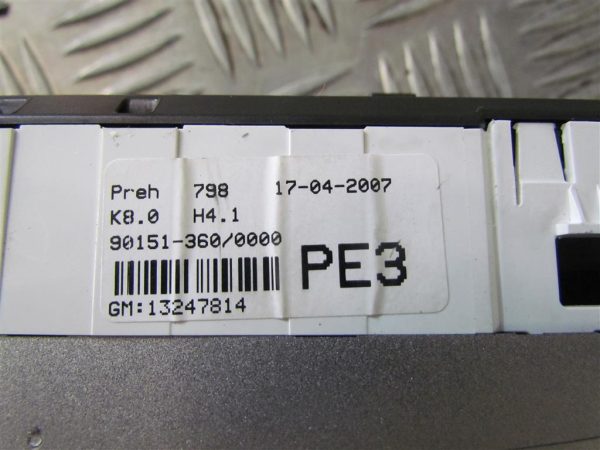 Preh 798 17-04-2007
K8.0 H4.1
90151-360/0000
PE3
GM:13247814